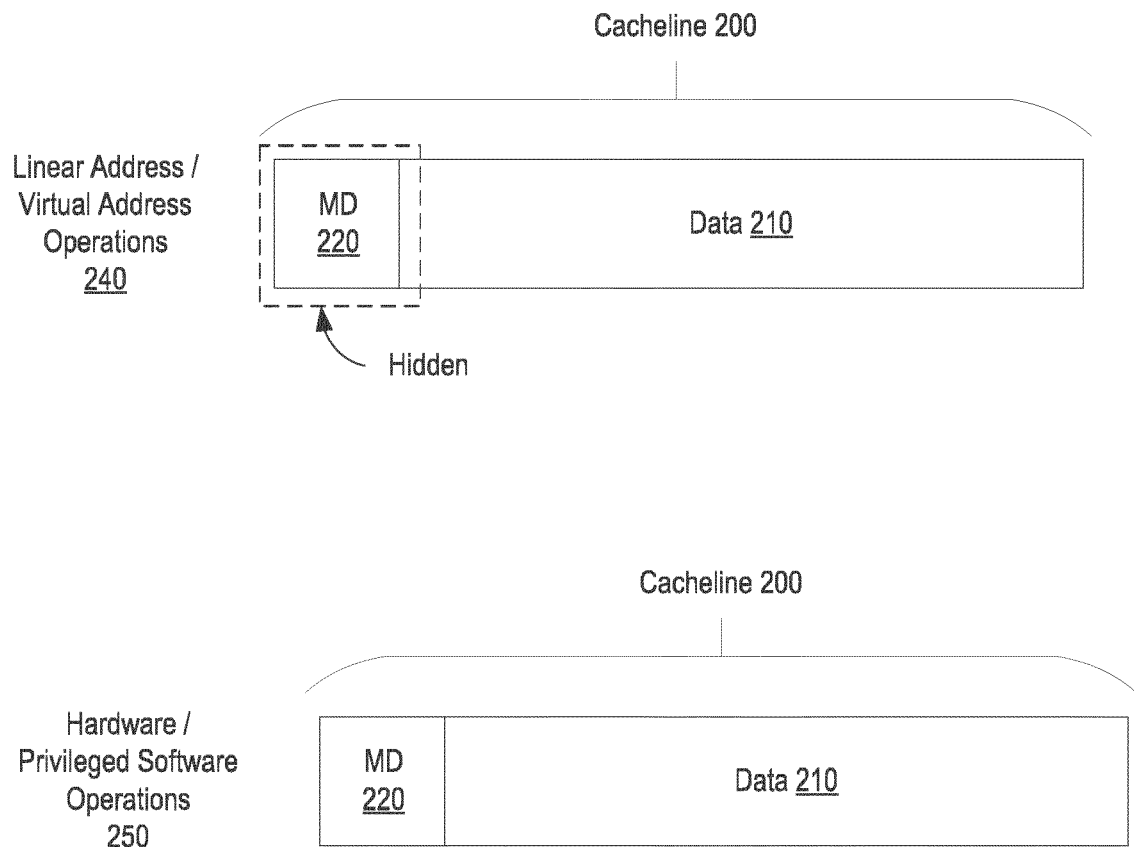 Cacheline 200
Linear Address /
Virtual Address
Operations
240
MD
220
Data 210
Hidden
Cacheline 200
Hardware /
Privileged Software
Operations
250
MD
220
Data 210